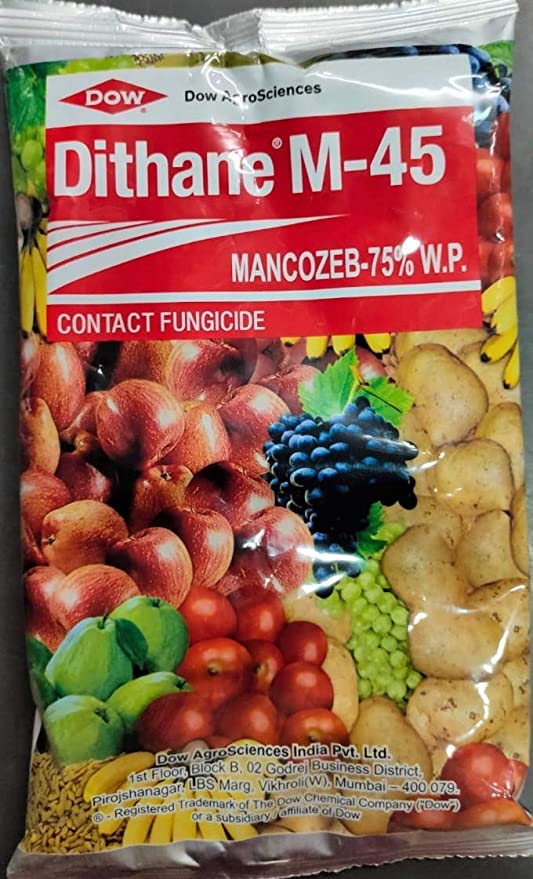 DOW
®
Dow AgroSciences
Dithane® M-45
MANCOZEB-75% W.P.
CONTACT FUNGICIDE
Dow AgroSciences India Pvt. Ltd.
1st Floor, Block B, 02 Godrej Business District,
Pirojshanagar, LBS Marg, Vikhroli(W), Mumbai – 400 079.
® - Registered Trademark of The Dow Chemical Company ("Dow")
or a subsidiary / affiliate of Dow